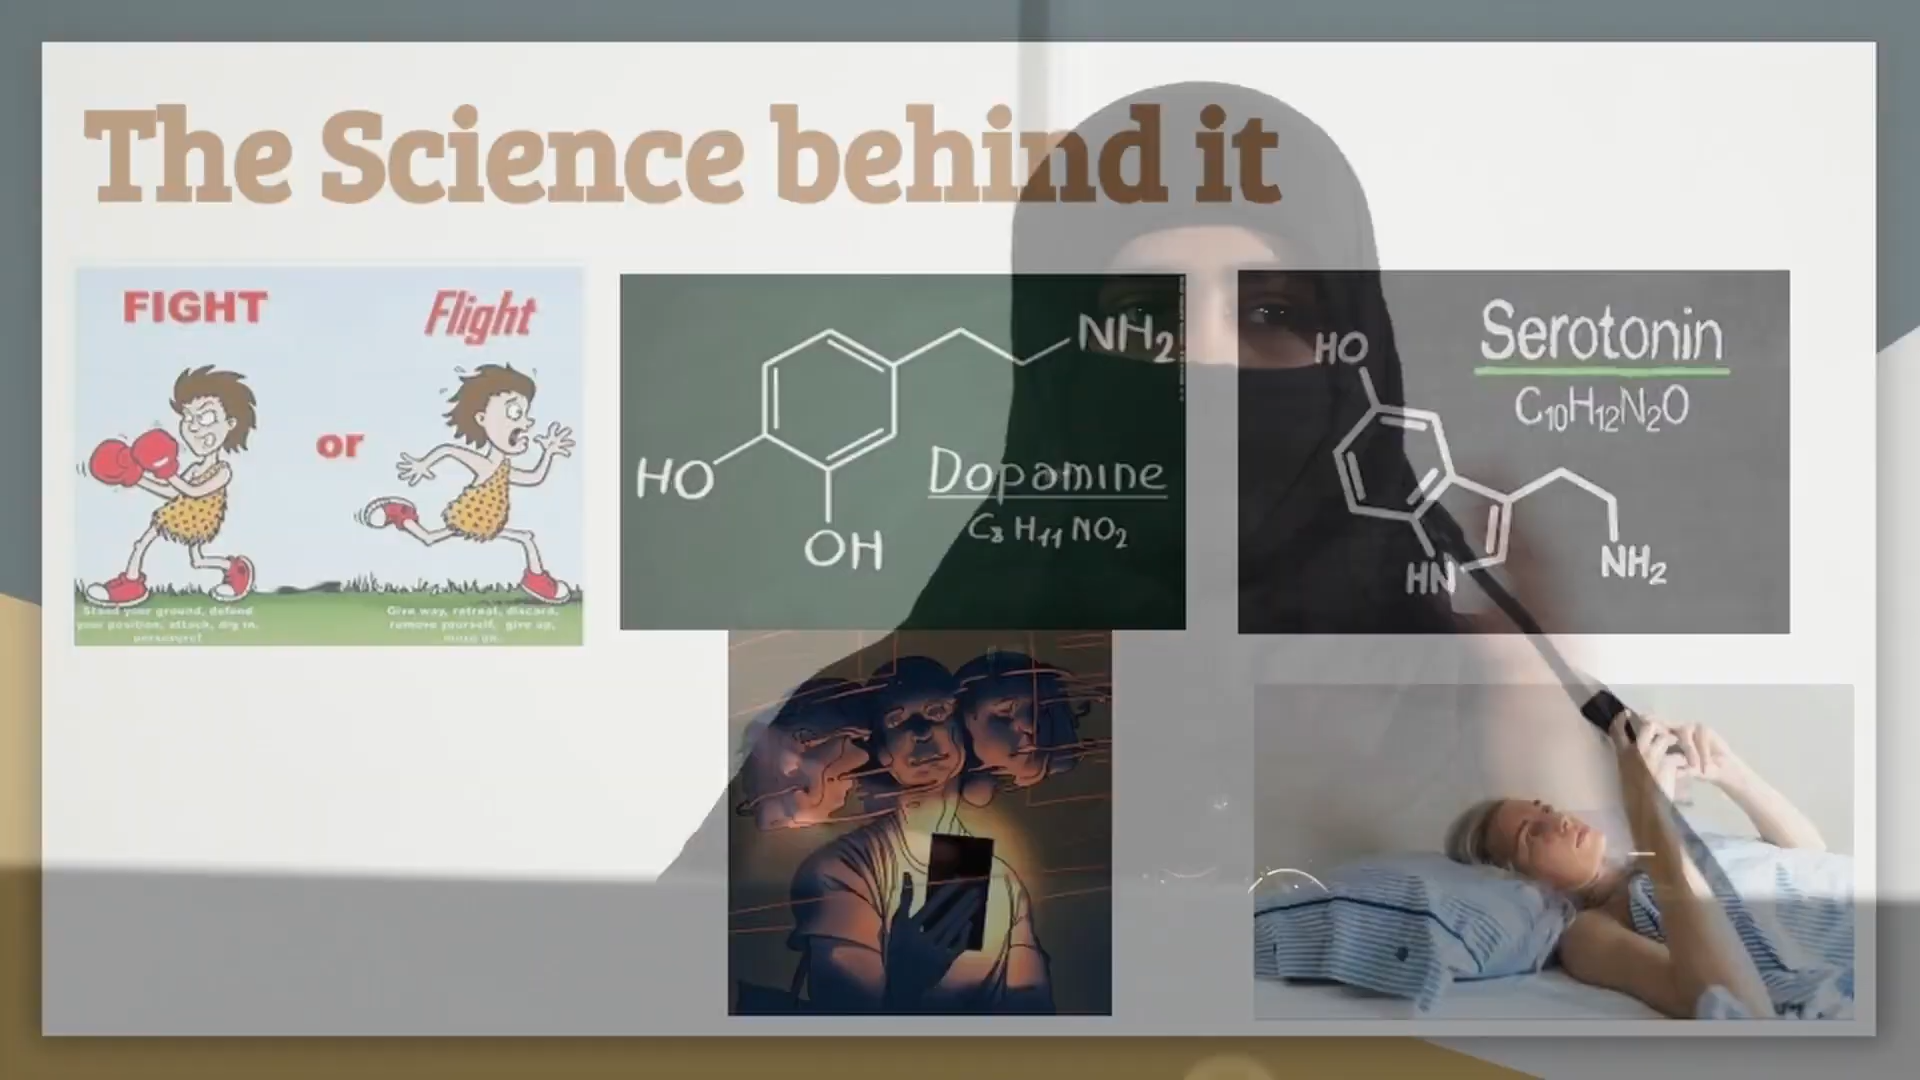 The Science behind it
FIGHT
Flight
or
Stand your ground, defend
your position, attack, dig in,
persevere!
Give way, retreat, discard,
remove yourself, give up,
move on.
NH2
HO
OH
Dopamine
C8 H11 NO2
Serotonin
C10H12N2O
HO
HN
NH2